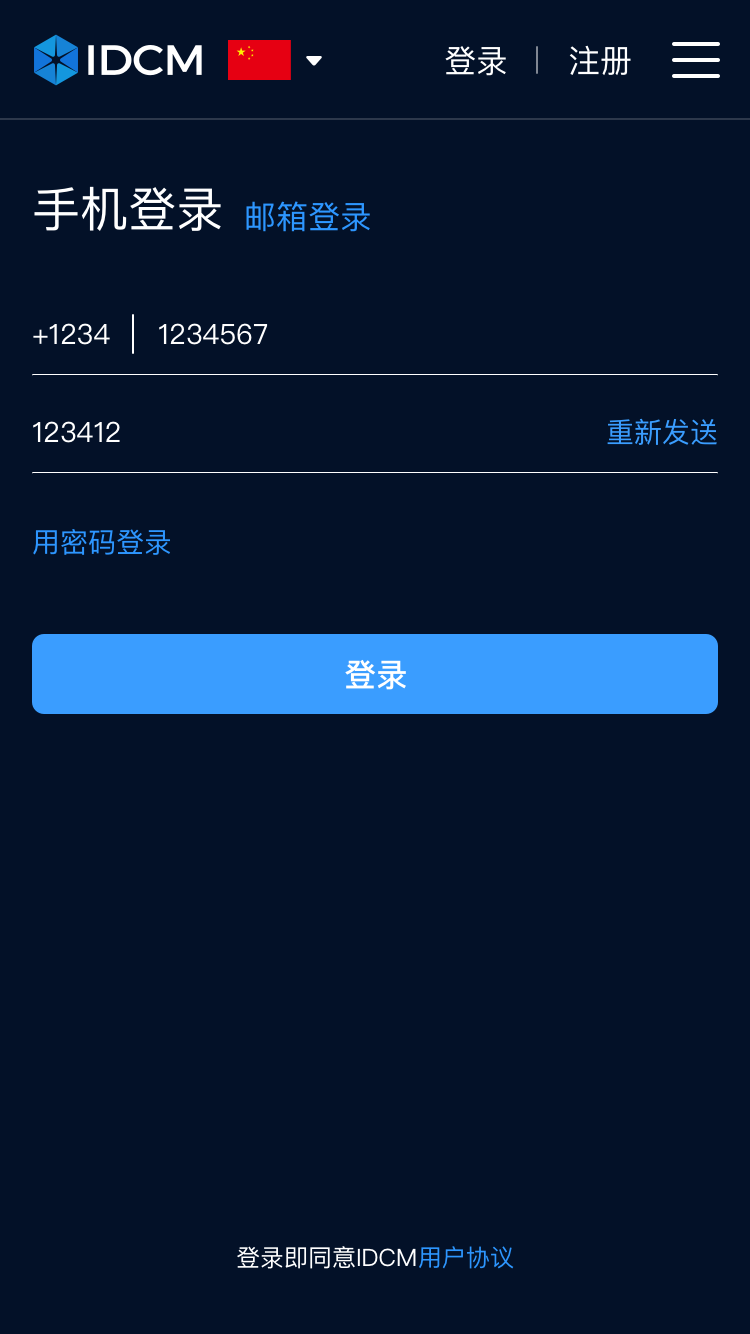 IDCM 登录 注册
手机登录 邮箱登录
+1234 1234567
123412 重新发送
用密码登录
登录
登录即同意IDCM用户协议